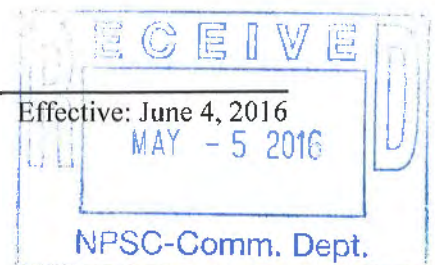 RECEIVED
Effective: June 4, 2016
MAY - 5 2016
NPSC-Comm. Dept.